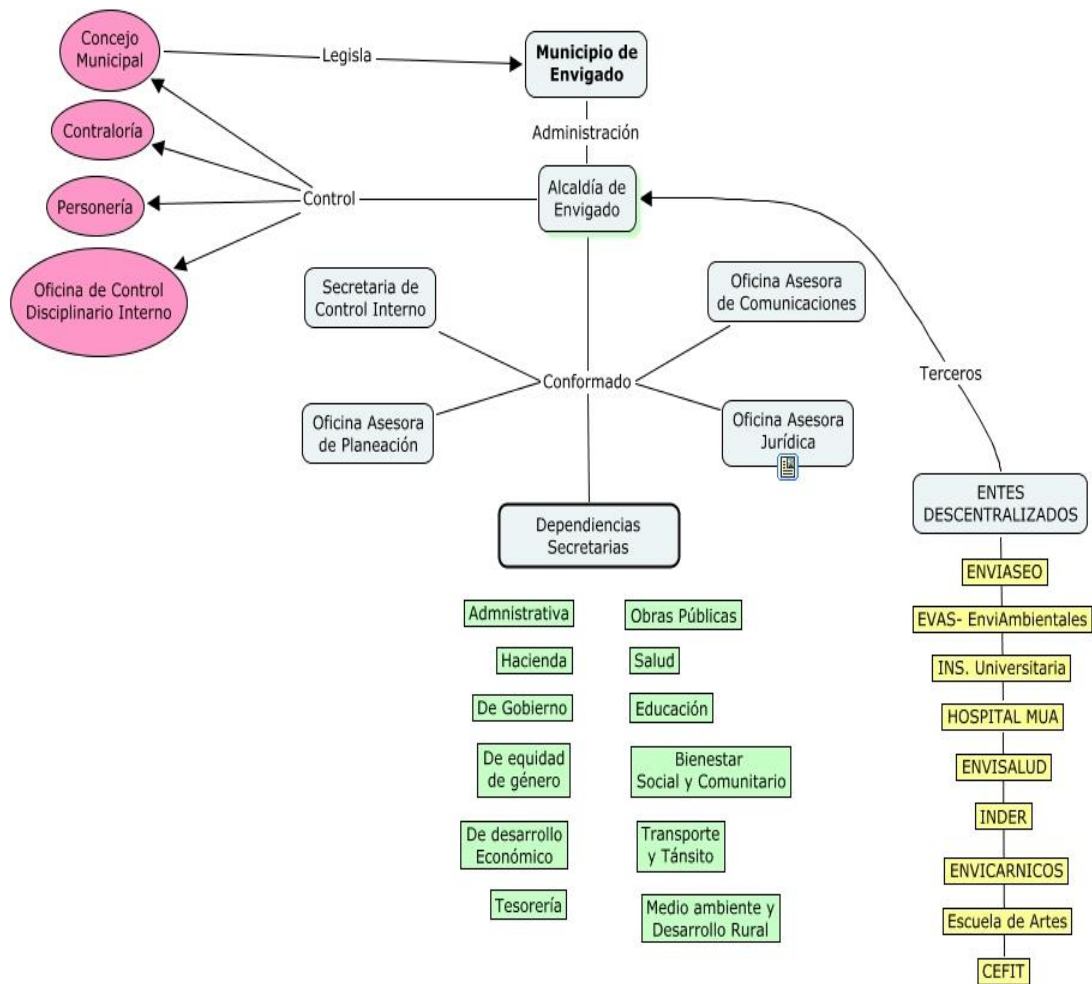 Concejo
Municipal
Legisla
Municipio de
Envigado
Contraloría
Administración
Personería
Control
Alcaldía de
Envigado
Oficina de Control
Disciplinario Interno
Secretaria de
Control Interno
Oficina Asesora
de Comunicaciones
Conformado
Terceros
Oficina Asesora
de Planeación
Oficina Asesora
Jurídica
ENTES
DESCENTRALIZADOS
Dependiencias
Secretarias
Admnistrativa
Hacienda
De Gobierno
De equidad
de género
De desarrollo
Económico
Tesorería
Obras Públicas
Salud
Educación
Bienestar
Social y Comunitario
Transporte
y Tánsito
Medio ambiente y
Desarrollo Rural
ENVIASEO
EVAS- EnviAmbientales
INS. Universitaria
HOSPITAL MUA
ENVISALUD
INDER
ENVICARNICOS
Escuela de Artes
CEFIT